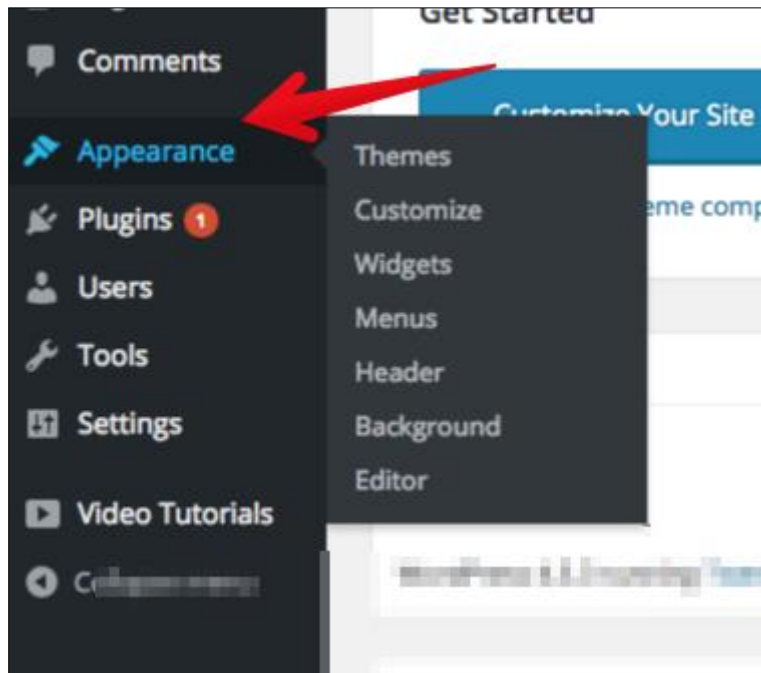 Get Started
Comments
Customize Your Site
Appearance
Themes
Customize
eme comp
Plugins 1
Widgets
Users
Menus
Tools
Header
Settings
Background
Editor
Video Tutorials